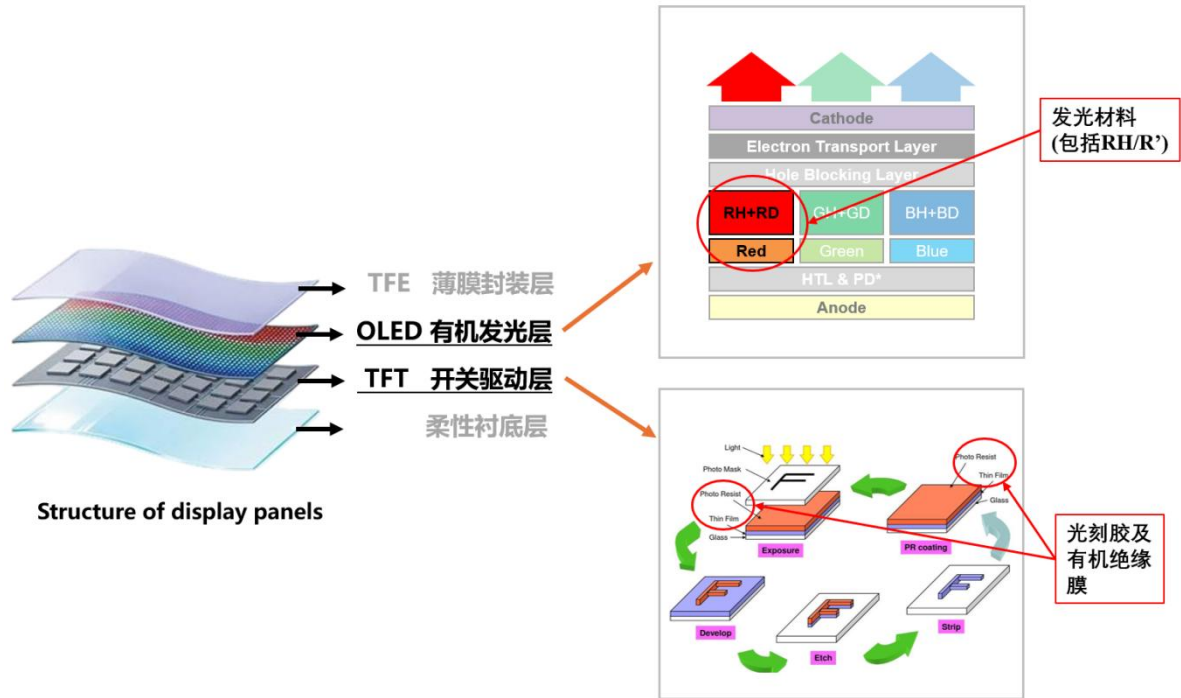 TFE 薄膜封装层
OLED 有机发光层
TFT 开关驱动层
柔性衬底层
Structure of display panels
Cathode
Electron Transport Layer
Hole Blocking Layer
RH+RD
GH+GD
BH+BD
Red
Green
Blue
HTL & PD*
Anode
发光材料
(包括RH/R’)
Light
Photo Mask
Photo Resist
Thin Film
Glass
Exposure
Photo Resist
Thin Film
Glass
PR coating
Develop
Etch
Strip
光刻胶及
有机绝缘
膜